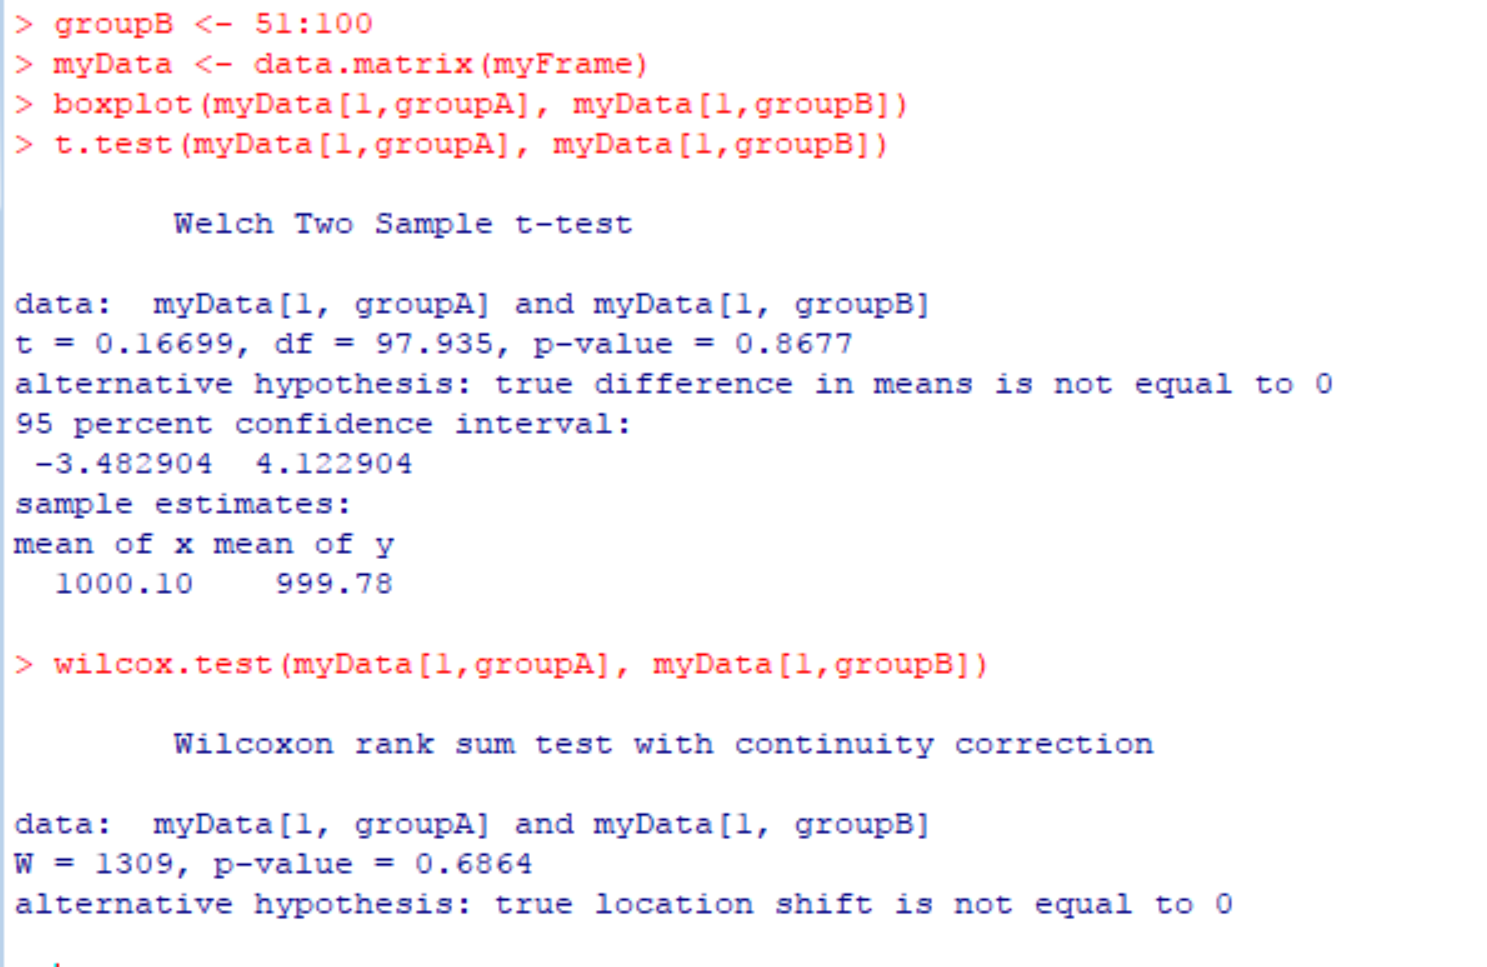 > groupB <- 51:100
> myData <- data.matrix(myFrame)
> boxplot(myData[1,groupA], myData[1,groupB])
> t.test(myData[1,groupA], myData[1,groupB])
Welch Two Sample t-test
data:  myData[1, groupA] and myData[1, groupB]
t = 0.16699, df = 97.935, p-value = 0.8677
alternative hypothesis: true difference in means is not equal to 0
95 percent confidence interval:
-3.482904  4.122904
sample estimates:
mean of x mean of y
1000.10    999.78
> wilcox.test(myData[1,groupA], myData[1,groupB])
Wilcoxon rank sum test with continuity correction
data:  myData[1, groupA] and myData[1, groupB]
W = 1309, p-value = 0.6864
alternative hypothesis: true location shift is not equal to 0